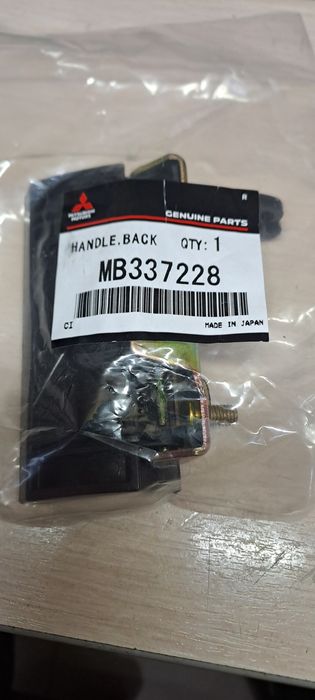 R
MITSUBISHI
MOTORS
GENUINE PARTS
HANDLE.BACK QTY: 1
MB337228
CI MADE IN JAPAN